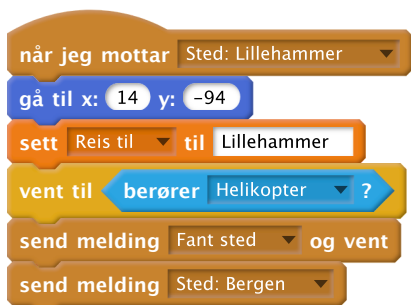 når jeg mottar Sted: Lillehammer
gå til x: 14 y: -94
sett Reis til til Lillehammer
vent til berører Helikopter ?
send melding Fant sted og vent
send melding Sted: Bergen